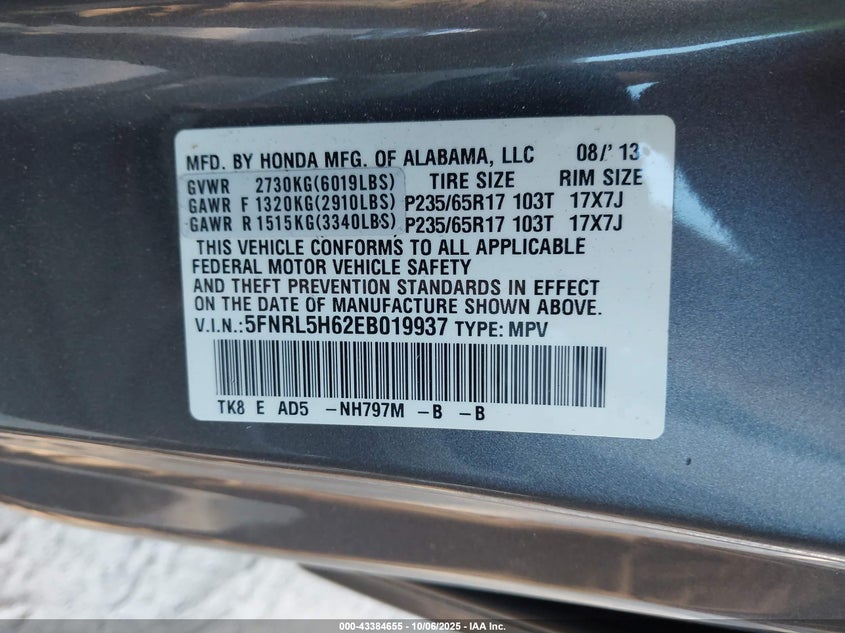 MFD. BY HONDA MFG. OF ALABAMA, LLC 08/'13
GVWR 2730KG(6019LBS) TIRE SIZE RIM SIZE
GAWR F 1320KG(2910LBS) P235/65R17 103T 17X7J
GAWR R 1515KG(3340LBS) P235/65R17 103T 17X7J
THIS VEHICLE CONFORMS TO ALL APPLICABLE
FEDERAL MOTOR VEHICLE SAFETY
AND THEFT PREVENTION STANDARDS IN EFFECT
ON THE DATE OF MANUFACTURE SHOWN ABOVE.
V.I.N.:5FNRL5H62EB019937 TYPE: MPV
TK8 E AD5 -NH797M -B -B
000-43384655 - 10/06/2025 - IAA Inc.